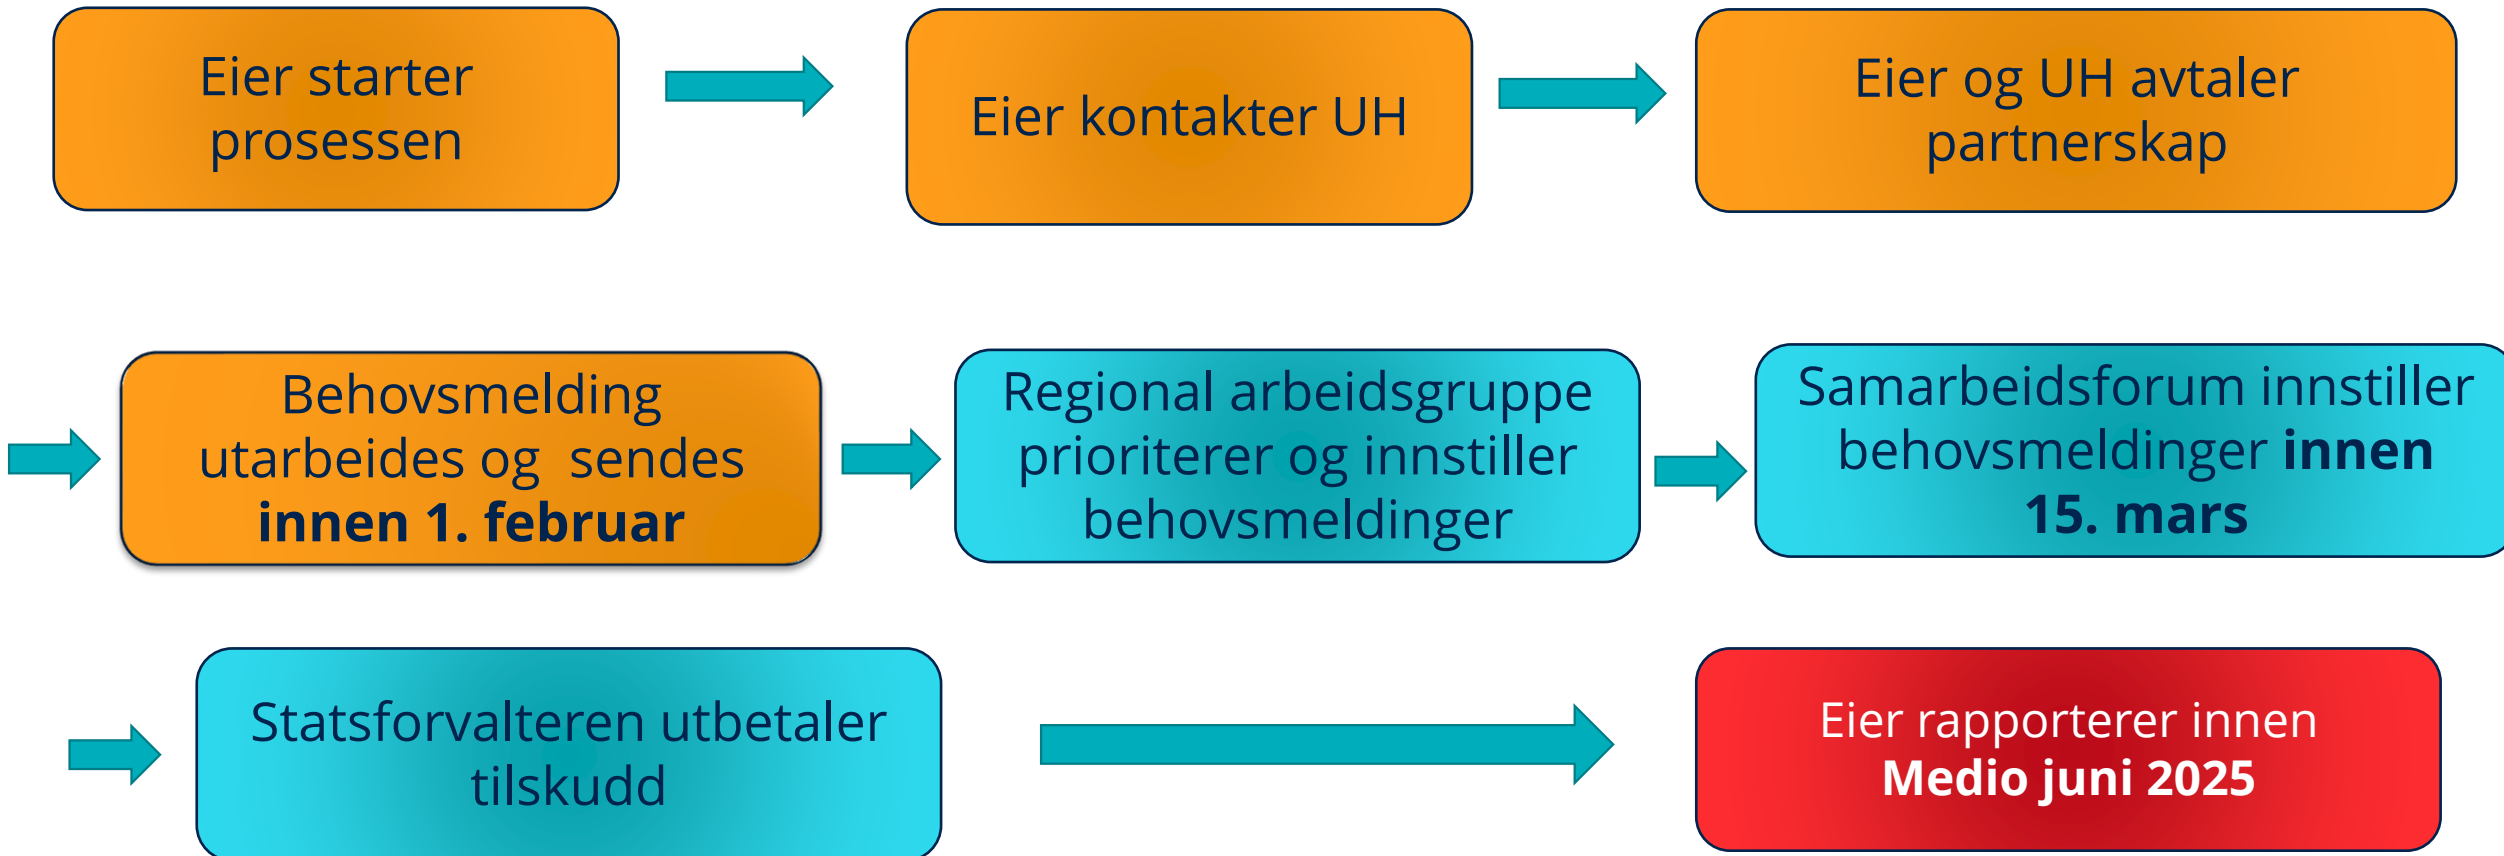 Eier starter
prosessen
Eier kontakter UH
Eier og UH avtaler
partnerskap
Behovsmelding
utarbeides og  sendes
innen 1. februar
Regional arbeidsgruppe
prioriterer og innstiller
behovsmeldinger
Samarbeidsforum innstiller
behovsmeldinger innen
15. mars
Statsforvalteren utbetaler
tilskudd
Eier rapporterer innen
Medio juni 2025